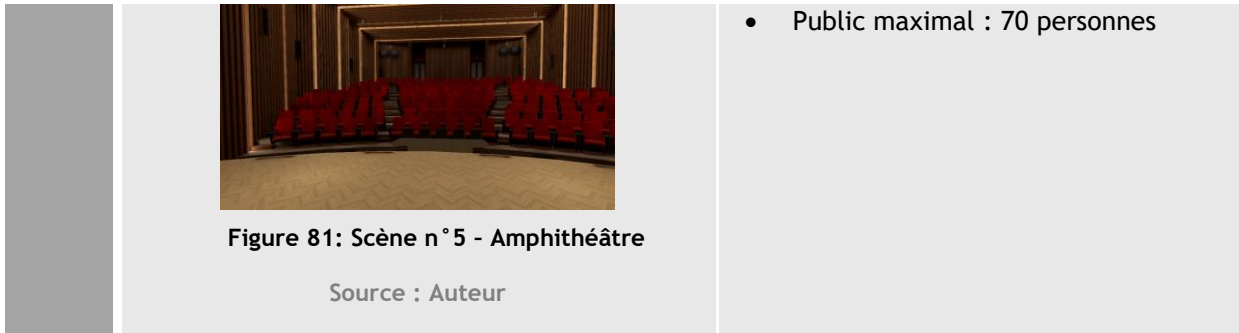 • Public maximal : 70 personnes
Figure 81: Scène n°5 – Amphithéâtre
Source : Auteur